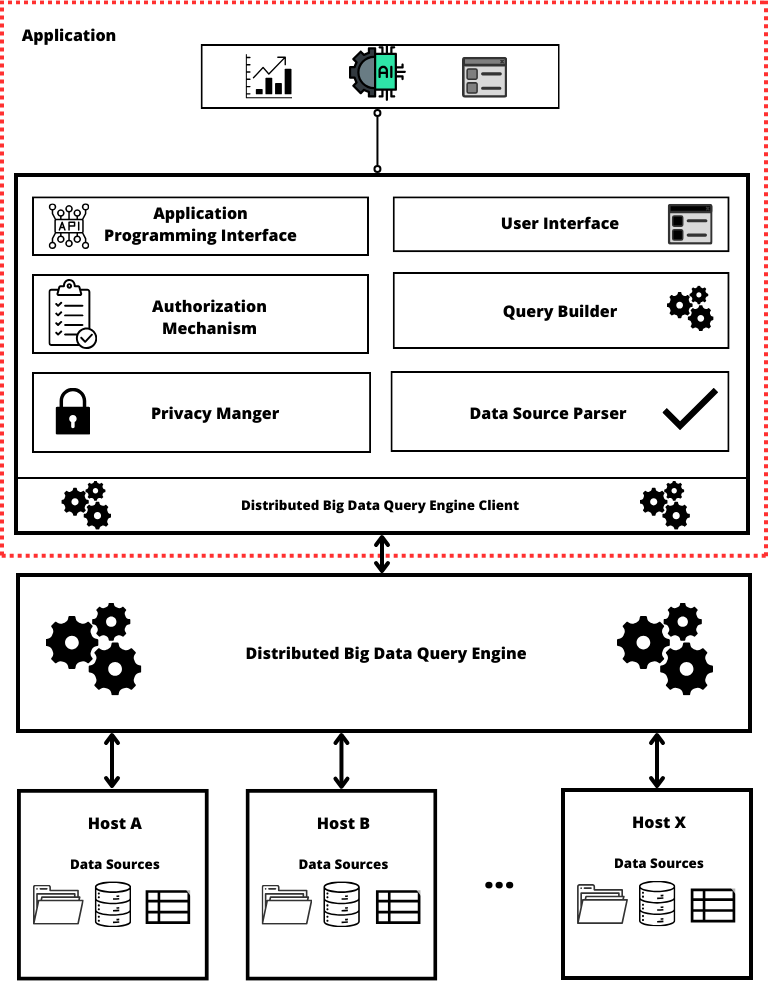 Application
AI
API
Application
Programming Interface
User Interface
Authorization
Mechanism
Query Builder
Privacy Manger
Data Source Parser
Distributed Big Data Query Engine Client
Distributed Big Data Query Engine
Host A
Data Sources
Host B
Data Sources
...
Host X
Data Sources